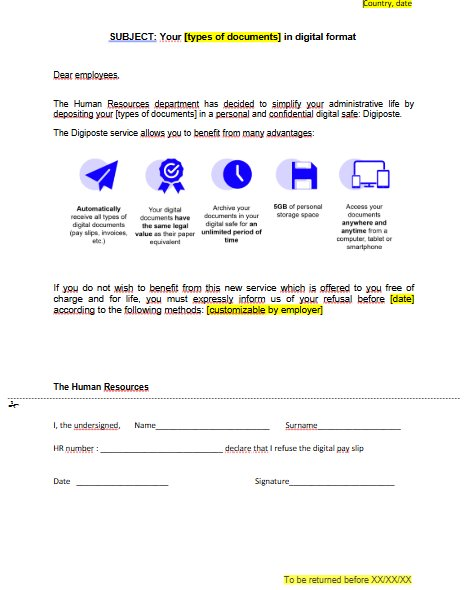 Country, date
SUBJECT: Your [types of documents] in digital format
Dear employees,
The Human Resources department has decided to simplify your administrative life by
depositing your [types of documents] in a personal and confidential digital safe: Digiposte.
The Digiposte service allows you to benefit from many advantages:
Automatically
receive all types of
digital documents
(pay slips, invoices,
etc.)
Your digital
documents have
the same legal
value as their paper
equivalent
Archive your
documents in your
digital safe for an
unlimited period of
time
5GB of personal
storage space
Access your
documents
anywhere and
anytime from a
computer, tablet or
smartphone
If you do not wish to benefit from this new service which is offered to you free of
charge and for life, you must expressly inform us of your refusal before [date]
according to the following methods: [customizable by employer]
The Human Resources
I, the undersigned, Name__________________________ Surname____________________
HR number : ____________________________ declare that I refuse the digital pay slip
Date _____________________ Signature________________________
To be returned before XX/XX/XX